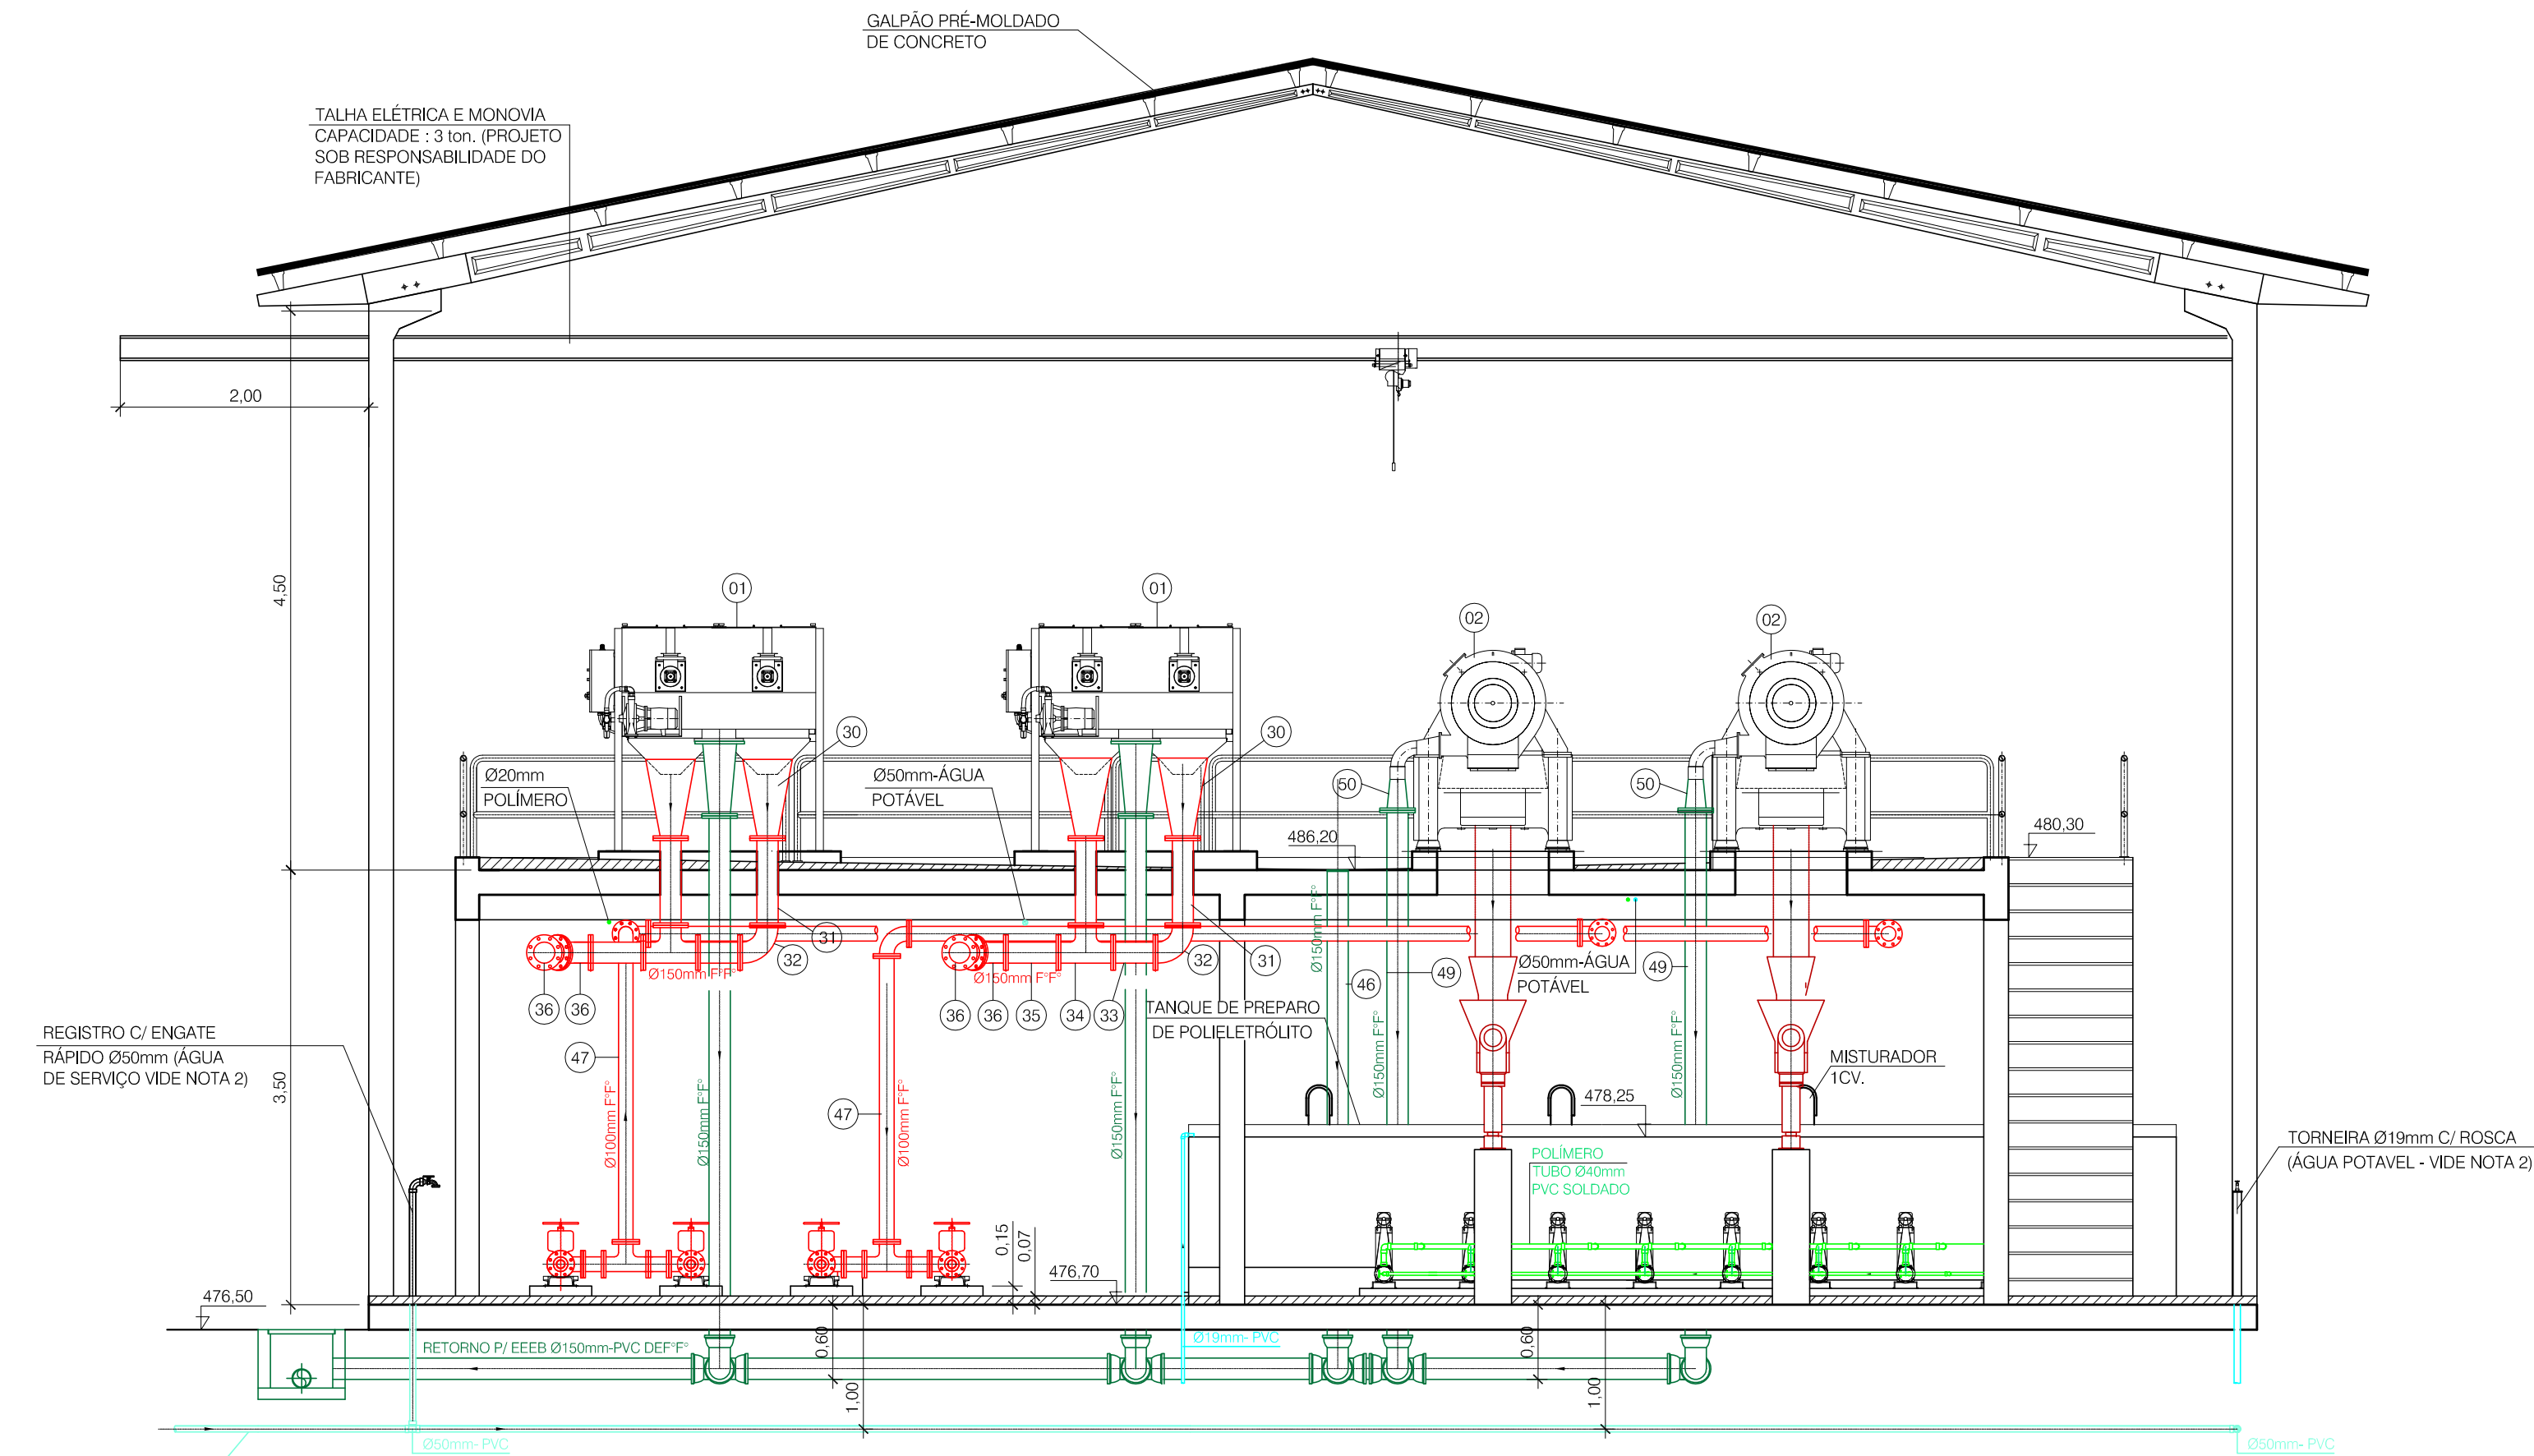 GALPÃO PRÉ-MOLDADO
DE CONCRETO
TALHA ELÉTRICA E MONOVIA
CAPACIDADE : 3 ton. (PROJETO
SOB RESPONSABILIDADE DO
FABRICANTE)
2,00
4,50
01
01
02
02
30
30
Ø20mm
POLÍMERO
Ø50mm-ÁGUA
POTÁVEL
50
50
486,20
480,30
31
32
Ø150mm F°F°
Ø150mm F°F°
32
31
Ø150mm F°F°
46
49
Ø50mm-ÁGUA
POTÁVEL
49
36
36
36
36
35
34
33
TANQUE DE PREPARO
DE POLIELETRÓLITO
REGISTRO C/ ENGATE
RÁPIDO Ø50mm (ÁGUA
DE SERVIÇO VIDE NOTA 2)
3,50
47
47
Ø100mm F°F°
Ø150mm F°F°
Ø100mm F°F°
Ø150mm F°F°
Ø150mm F°F°
Ø150mm F°F°
MISTURADOR
1CV.
478,25
TORNEIRA Ø19mm C/ ROSCA
(ÁGUA POTAVEL - VIDE NOTA 2)
POLÍMERO
TUBO Ø40mm
PVC SOLDADO
0,15
0,07
476,70
476,50
RETORNO P/ EEEB Ø150mm-PVC DEF°F°
0,60
1,00
Ø19mm- PVC
0,60
1,00
Ø50mm- PVC
Ø50mm- PVC